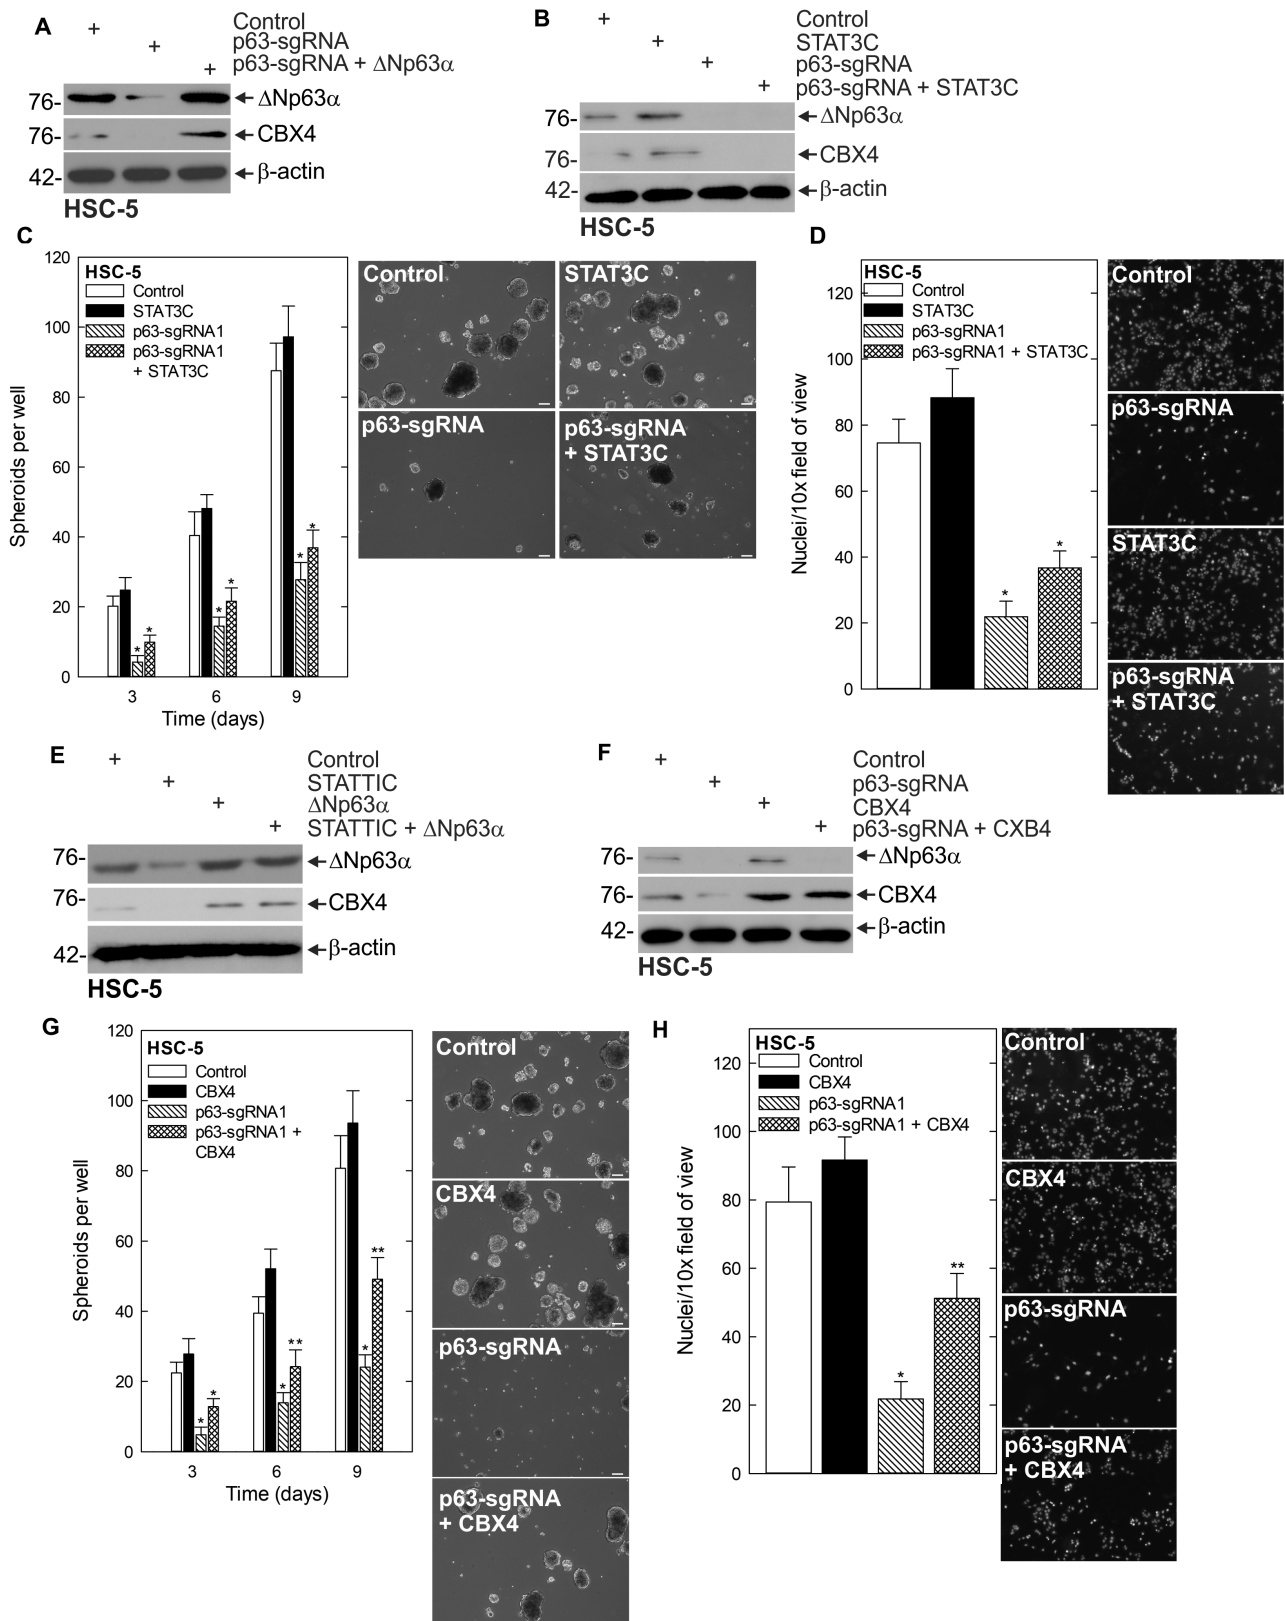 A
+ Control
+ p63-sgRNA
+ p63-sgRNA + ΔNp63α
76- ΔNp63α
76- CBX4
42- β-actin
HSC-5
B
+ Control
+ STAT3C
+ p63-sgRNA
+ p63-sgRNA + STAT3C
76- ΔNp63α
76- CBX4
42- β-actin
HSC-5
C
120
100
80
60
40
20
0
Spheroids per well
HSC-5
Control
STAT3C
p63-sgRNA1
p63-sgRNA1
+ STAT3C
* *
* *
* *
3 6 9
Time (days)
Control
STAT3C
p63-sgRNA
p63-sgRNA
+ STAT3C
D
120
100
80
60
40
20
0
Nuclei/10x field of view
HSC-5
Control
STAT3C
p63-sgRNA1
p63-sgRNA1 + STAT3C
* *
Control
p63-sgRNA
STAT3C
p63-sgRNA
+ STAT3C
E
+ Control
+ STATTIC
+ ΔNp63α
+ STATTIC + ΔNp63α
76- ΔNp63α
76- CBX4
42- β-actin
HSC-5
F
+ Control
+ p63-sgRNA
+ CBX4
+ p63-sgRNA + CXB4
76- ΔNp63α
76- CBX4
42- β-actin
HSC-5
G
120
100
80
60
40
20
0
Spheroids per well
HSC-5
Control
CBX4
p63-sgRNA1
p63-sgRNA1 +
CBX4
* *
* **
* **
3 6 9
Time (days)
Control
CBX4
p63-sgRNA
p63-sgRNA
+ CBX4
H
120
100
80
60
40
20
0
Nuclei/10x field of view
HSC-5
Control
CBX4
p63-sgRNA1
p63-sgRNA1 + CBX4
* **
Control
CBX4
p63-sgRNA
p63-sgRNA
+ CBX4